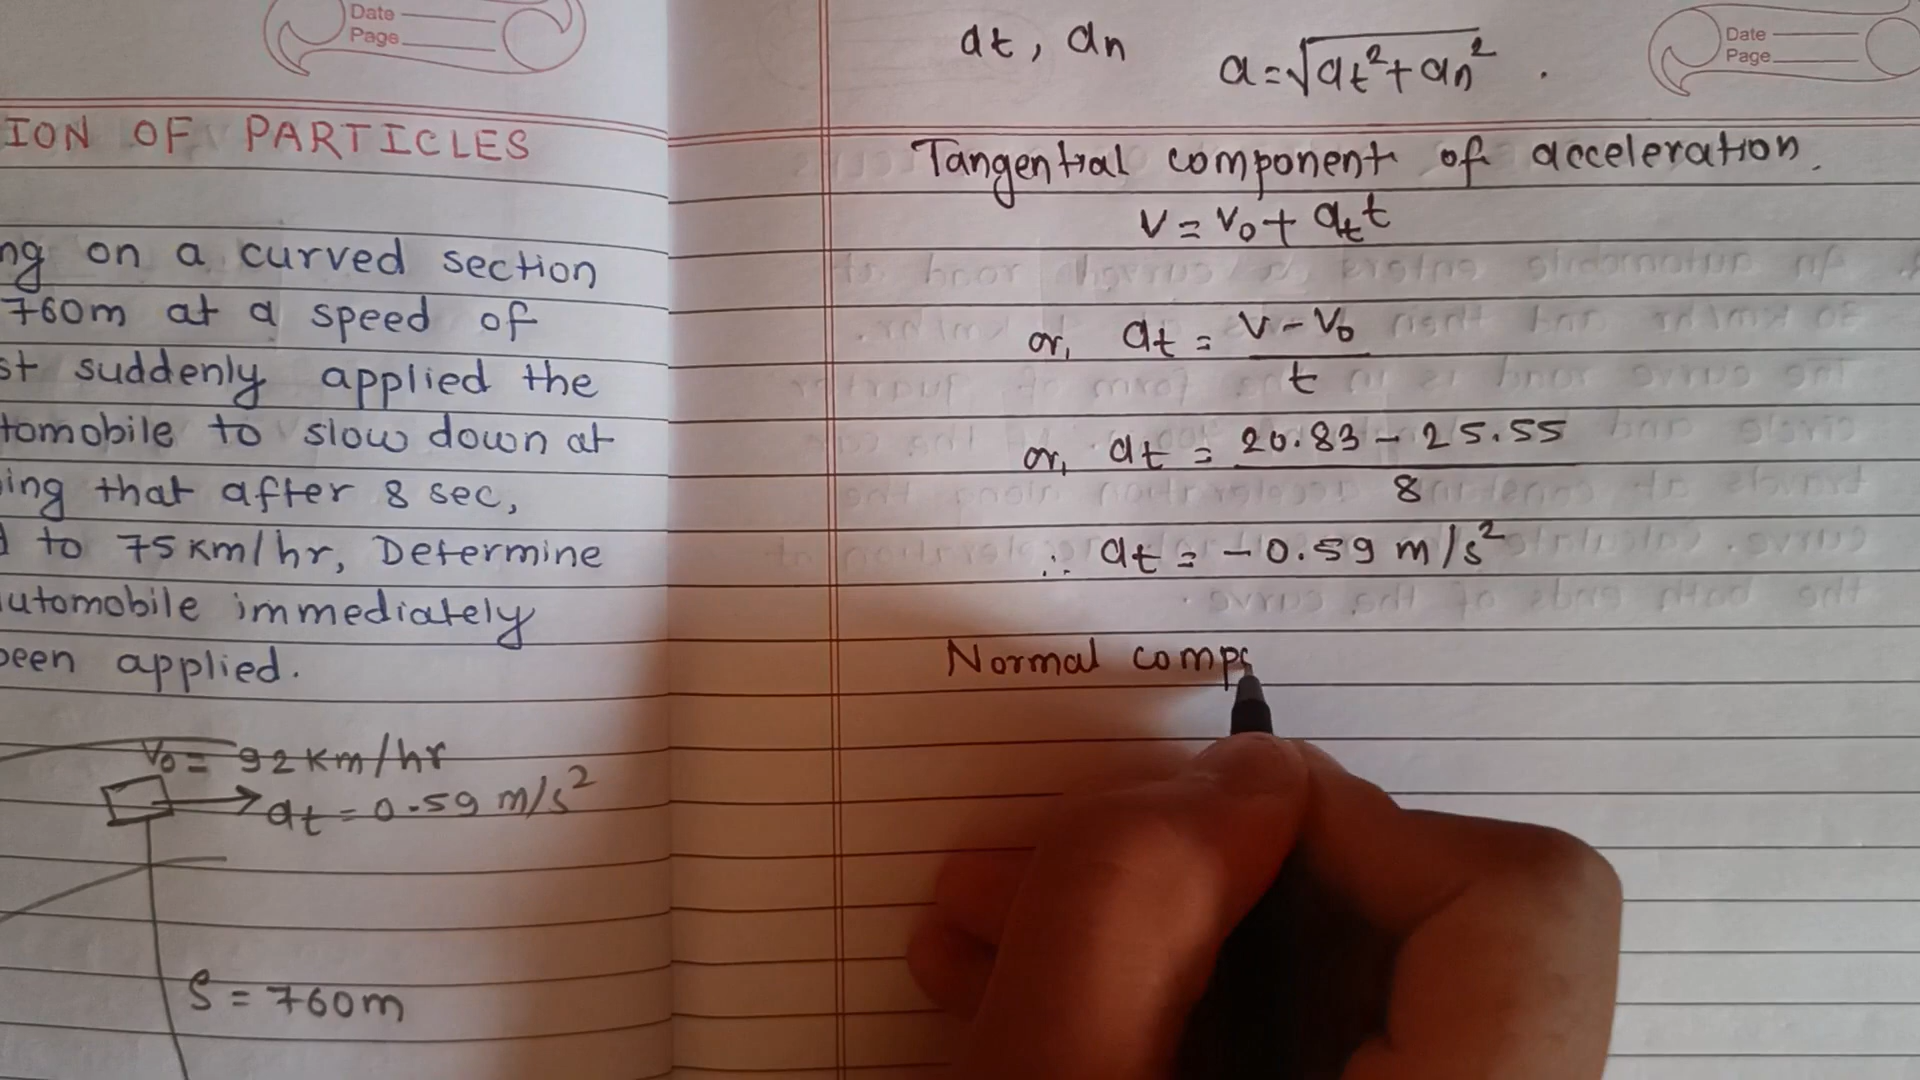 Date
Page
ION OF PARTICLES
ng on a curved section
760m at a speed of
st suddenly applied the
tomobile to slow down at
ing that after 8 sec,
d to 75 km/hr, Determine
utomobile immediately
been applied.
v₀ = 92 km/hr
at = 0.59 m/s²
S = 760m
Date
Page
at, an a=√at²+an² .
Tangential component of acceleration.
v = v₀ + at t
or, at = v - v₀ / t
or, at = 20.83 - 25.55 / 8
∴ at = -0.59 m/s²
Normal compo